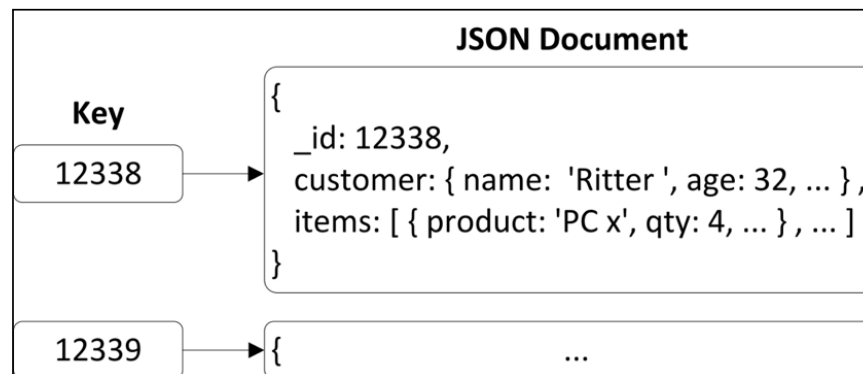 JSON Document
Key
{
_id: 12338,
12338
customer: { name: 'Ritter ', age: 32, ... } ,
items: [ { product: 'PC x', qty: 4, ... } , ... ]
}
12339
{ ...